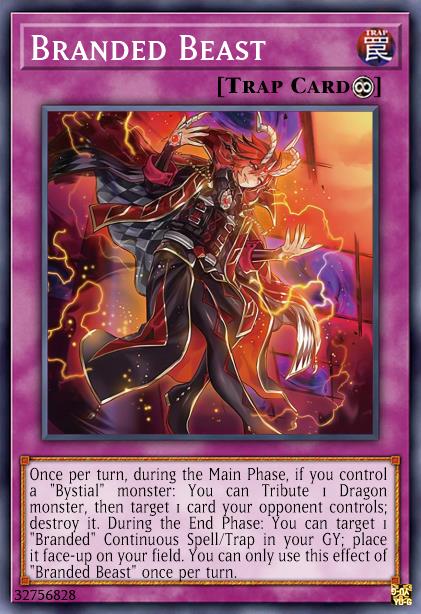 Branded Beast
TRAP
罠
[Trap Card]
Once per turn, during the Main Phase, if you control
a "Bystial" monster: You can Tribute 1 Dragon
monster, then target 1 card your opponent controls;
destroy it. During the End Phase: You can target 1
"Branded" Continuous Spell/Trap in your GY; place
it face-up on your field. You can only use this effect of
"Branded Beast" once per turn.
32756828